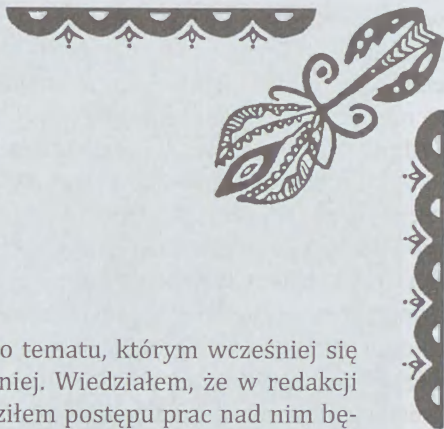 o tematu, którym wcześniej się
niej. Wiedziałem, że w redakcji
ziłem postępu prac nad nim bę-